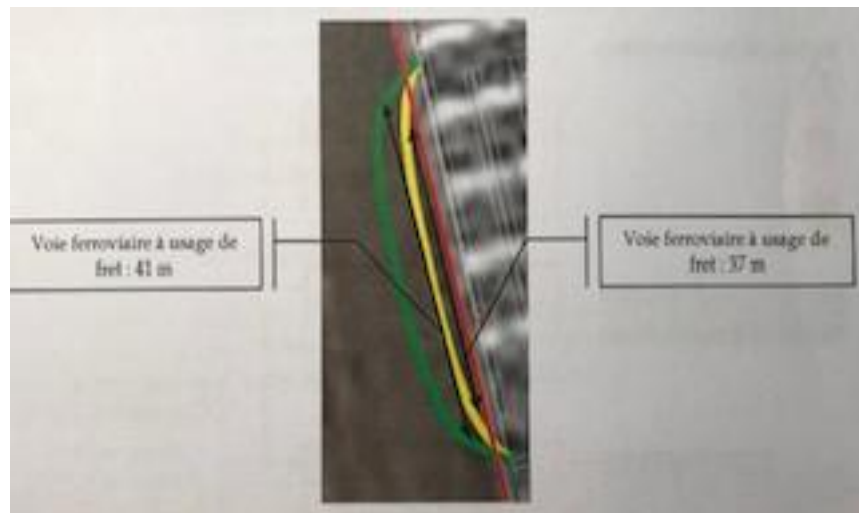 Voie ferroviaire à usage de
fret : 41 m
Voie ferroviaire à usage de
fret : 37 m